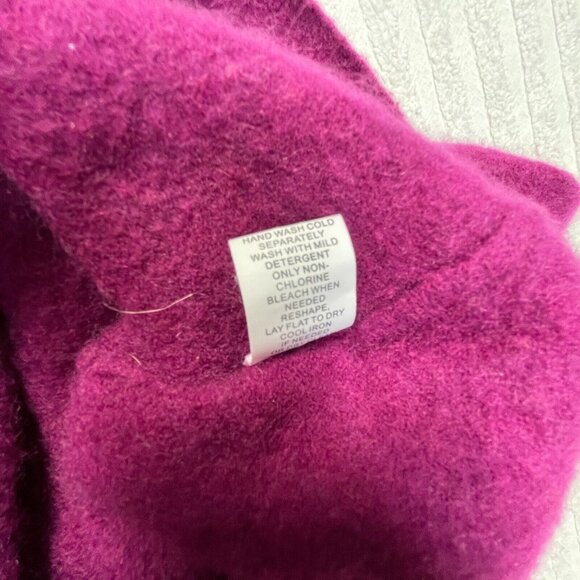 HAND WASH COLD
SEPARATELY
WASH WITH MILD
DETERGENT
ONLY NON-
CHLORINE
BLEACH WHEN
NEEDED
RESHAPE,
LAY FLAT TO DRY
COOL IRON
IF NEEDED